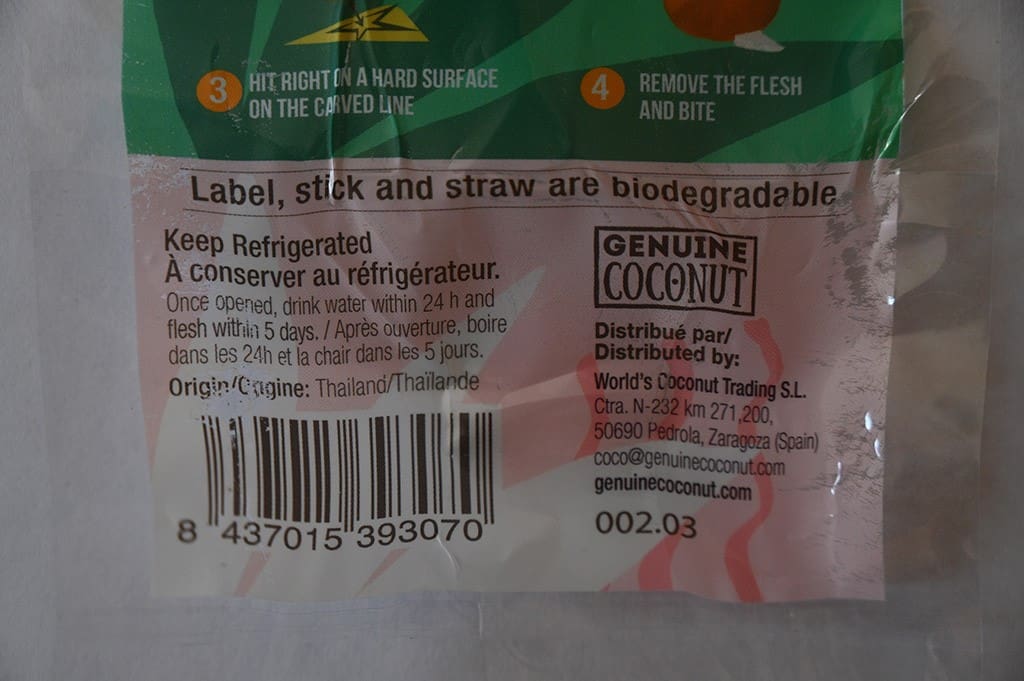 3 HIT RIGHT ON A HARD SURFACE
ON THE CARVED LINE
4 REMOVE THE FLESH
AND BITE
Label, stick and straw are biodegradable
Keep Refrigerated
À conserver au réfrigérateur.
Once opened, drink water within 24 h and
flesh within 5 days. / Après ouverture, boire
dans les 24h et la chair dans les 5 jours.
Origin/Origine: Thailand/Thaïlande
8 437015 393070
GENUINE
COCONUT
Distribué par/
Distributed by:
World's Coconut Trading S.L.
Ctra. N-232 km 271,200,
50690 Pedrola, Zaragoza (Spain)
coco@genuinecoconut.com
genuinecoconut.com
002.03